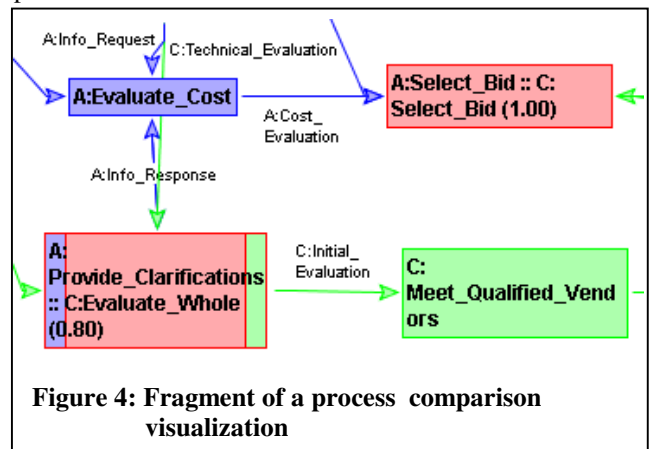 A:Info_Request
C:Technical_Evaluation
A:Evaluate_Cost
A:Select_Bid :: C:
Select_Bid (1.00)
A:Cost_
Evaluation
A:Info_Response
A:
Provide_Clarifications
:: C:Evaluate_Whole
(0.80)
C:Initial_
Evaluation
C:
Meet_Qualified_Vend
ors
Figure 4: Fragment of a process comparison
visualization